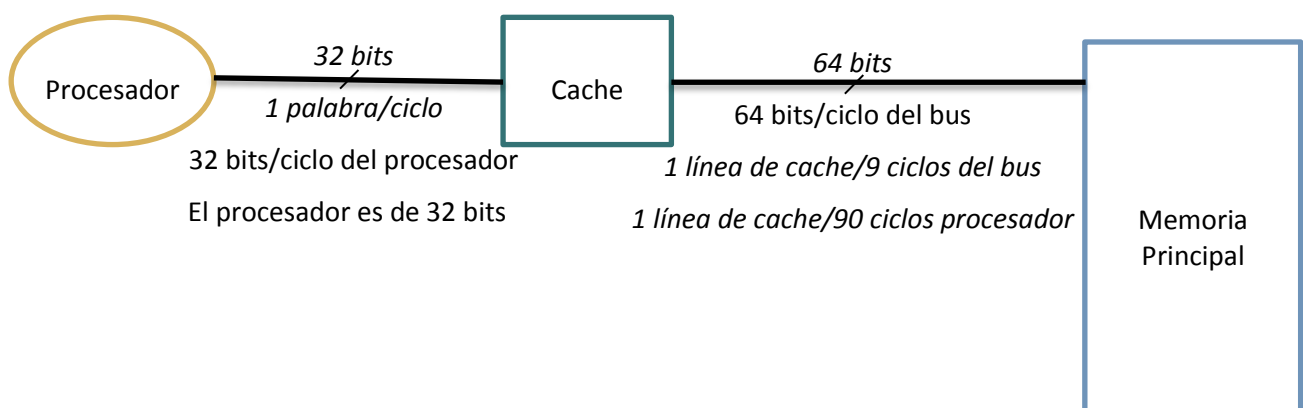 Procesador
32 bits
1 palabra/ciclo
32 bits/ciclo del procesador
El procesador es de 32 bits
Cache
64 bits
64 bits/ciclo del bus
1 línea de cache/9 ciclos del bus
1 línea de cache/90 ciclos procesador
Memoria
Principal